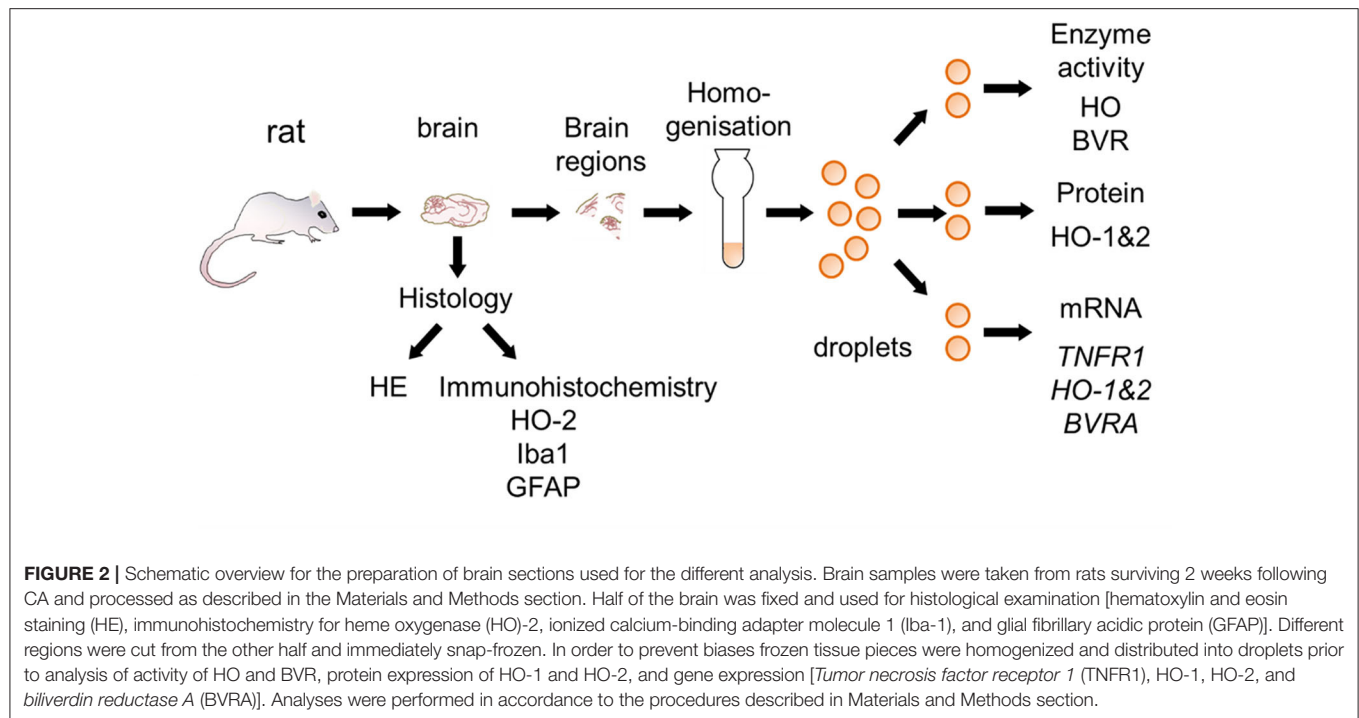 rat
brain
Brain
regions
Homo-
genisation
droplets
Enzyme
activity
HO
BVR
Protein
HO-1&2
mRNA
TNFR1
HO-1&2
BVRA
Histology
HE
Immunohistochemistry
HO-2
Iba1
GFAP
FIGURE 2 | Schematic overview for the preparation of brain sections used for the different analysis. Brain samples were taken from rats surviving 2 weeks following
CA and processed as described in the Materials and Methods section. Half of the brain was fixed and used for histological examination [hematoxylin and eosin
staining (HE), immunohistochemistry for heme oxygenase (HO)-2, ionized calcium-binding adapter molecule 1 (Iba-1), and glial fibrillary acidic protein (GFAP)]. Different
regions were cut from the other half and immediately snap-frozen. In order to prevent biases frozen tissue pieces were homogenized and distributed into droplets prior
to analysis of activity of HO and BVR, protein expression of HO-1 and HO-2, and gene expression [Tumor necrosis factor receptor 1 (TNFR1), HO-1, HO-2, and
biliverdin reductase A (BVRA)]. Analyses were performed in accordance to the procedures described in Materials and Methods section.